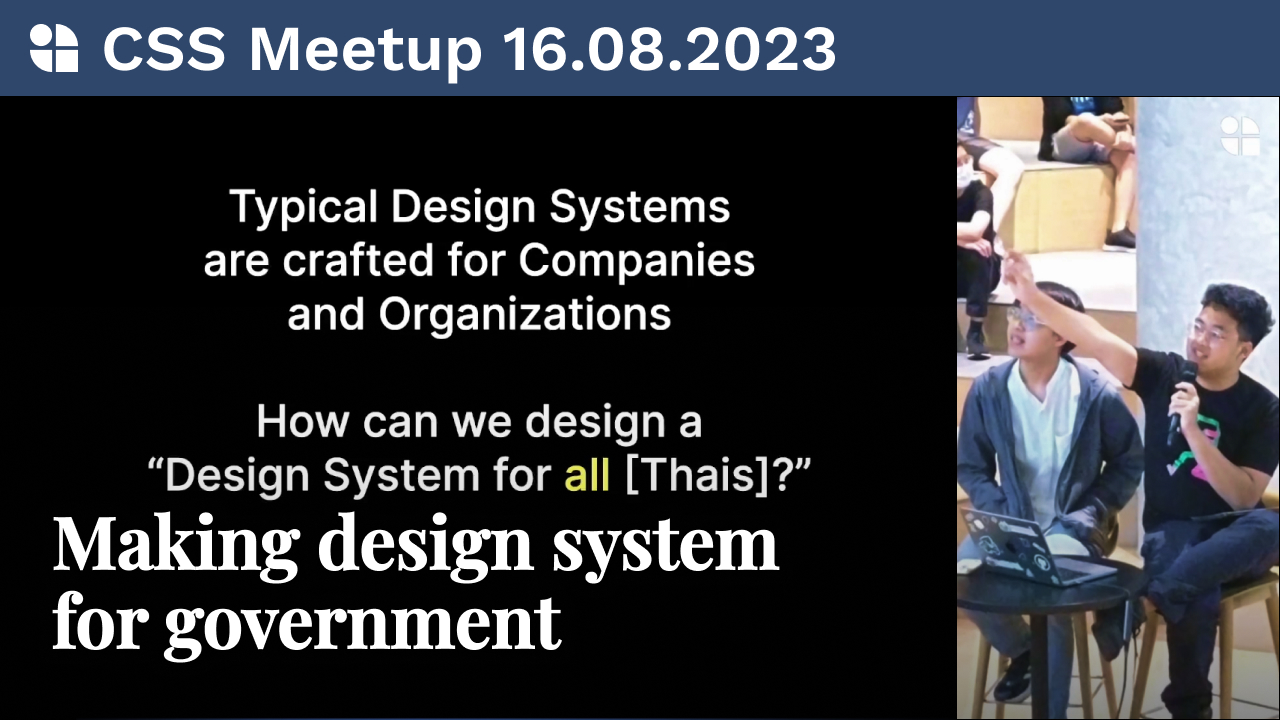 CSS Meetup 16.08.2023
Typical Design Systems
are crafted for Companies
and Organizations
How can we design a
“Design System for all [Thais]?”
Making design system
for government